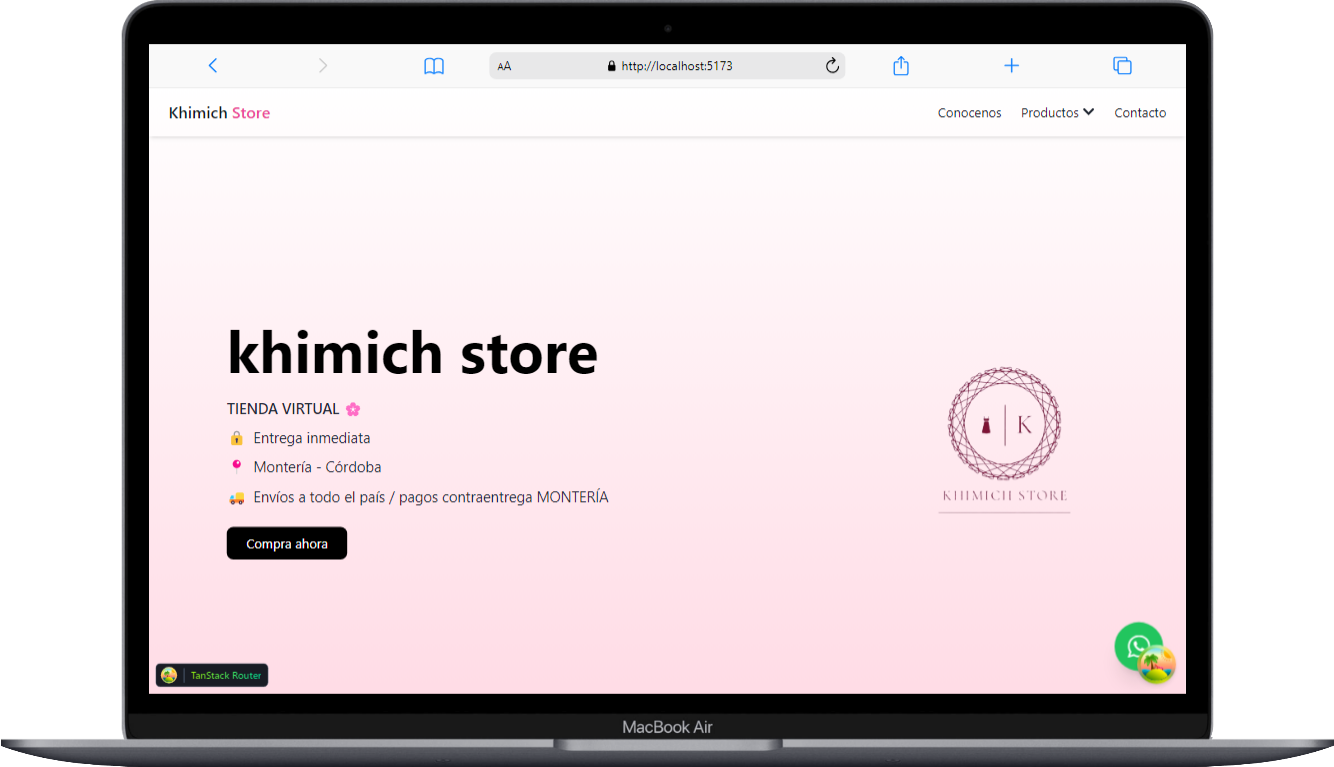 AA http://localhost:5173
Khimich Store
Conocenos Productos Contacto
khimich store
TIENDA VIRTUAL
Entrega inmediata
Montería - Córdoba
Envíos a todo el país / pagos contraentrega MONTERÍA
Compra ahora
K
KHIMICH STORE
TanStack Router
MacBook Air